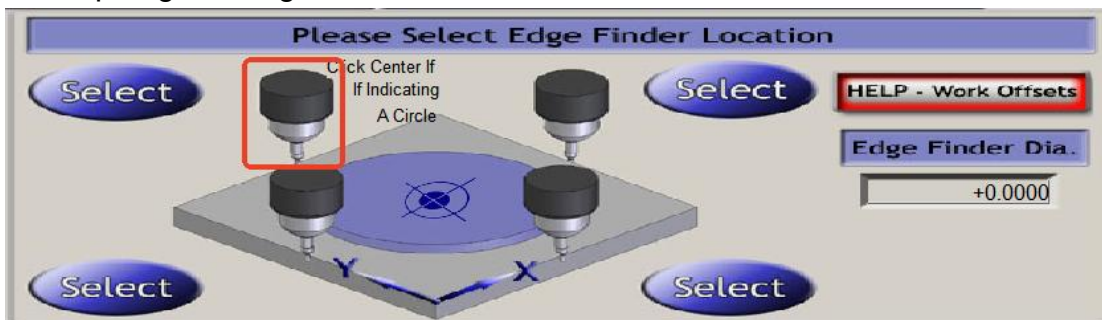 Please Select Edge Finder Location
Select
Click Center If
If Indicating
A Circle
Select
HELP - Work Offsets
Edge Finder Dia.
+0.0000
Y
X
Select
Select